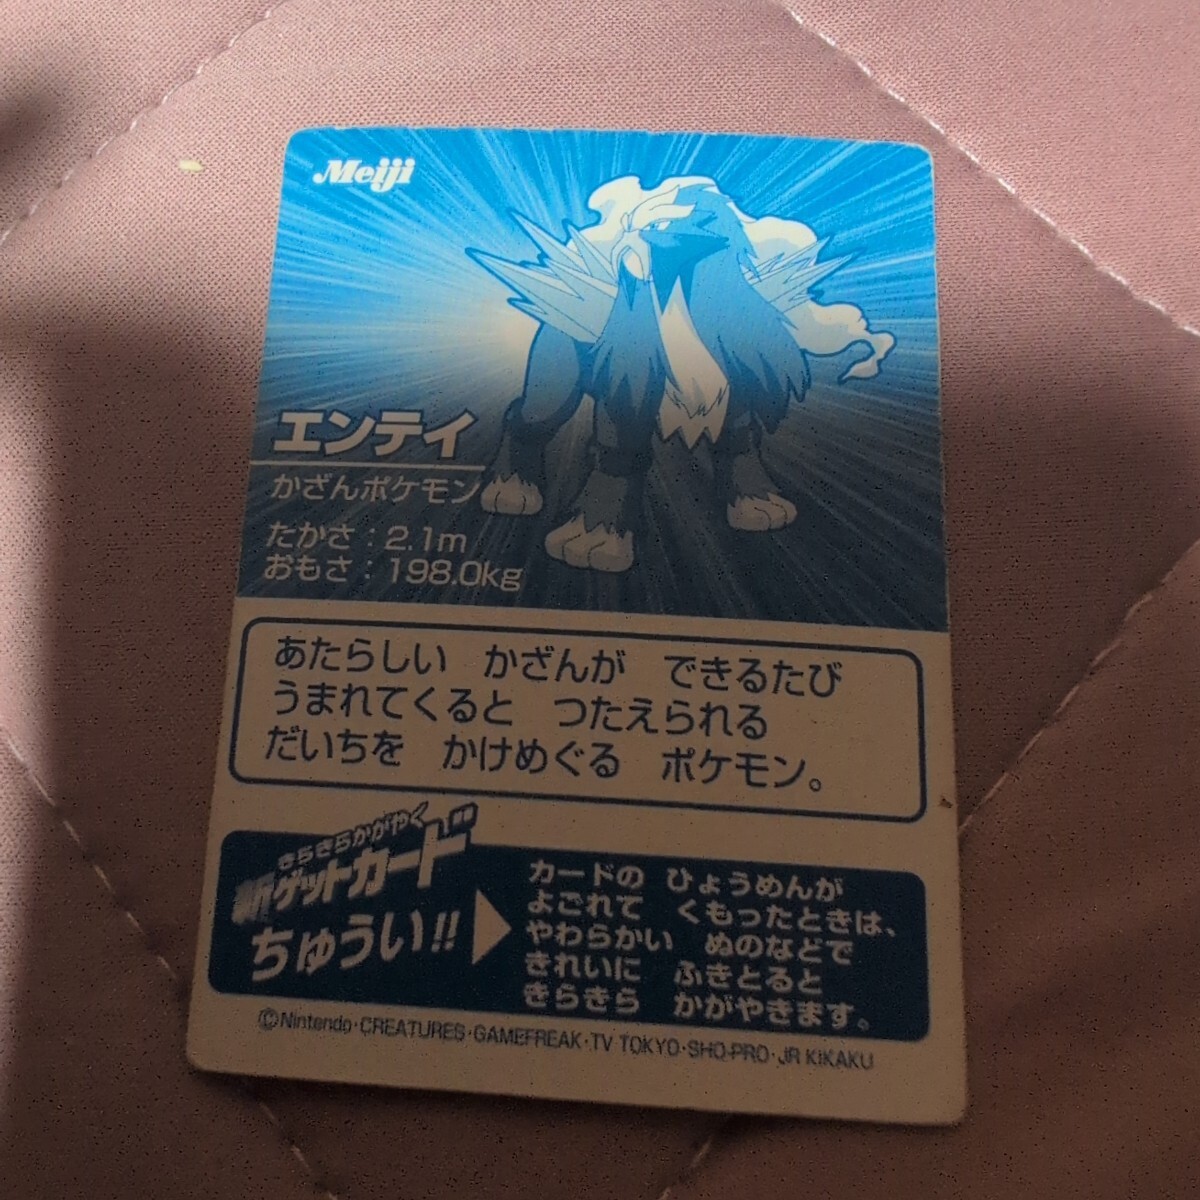 Meiji
エンテイ
かざんポケモン
たかさ：2.1m
おもさ：198.0kg
あたらしい かざんが できるたび
うまれてくると つたえられる
だいちを かけめぐる ポケモン。
きらきらかがやく
新ゲットカード
ちゅうい!!
カードの ひょうめんが
よごれて くもったときは、
やわらかい ぬのなどで
きれいに ふきとると
きらきら かがやきます。
©Nintendo·CREATURES·GAMEFREAK·TV TOKYO·SHO-PRO·JR KIKAKU